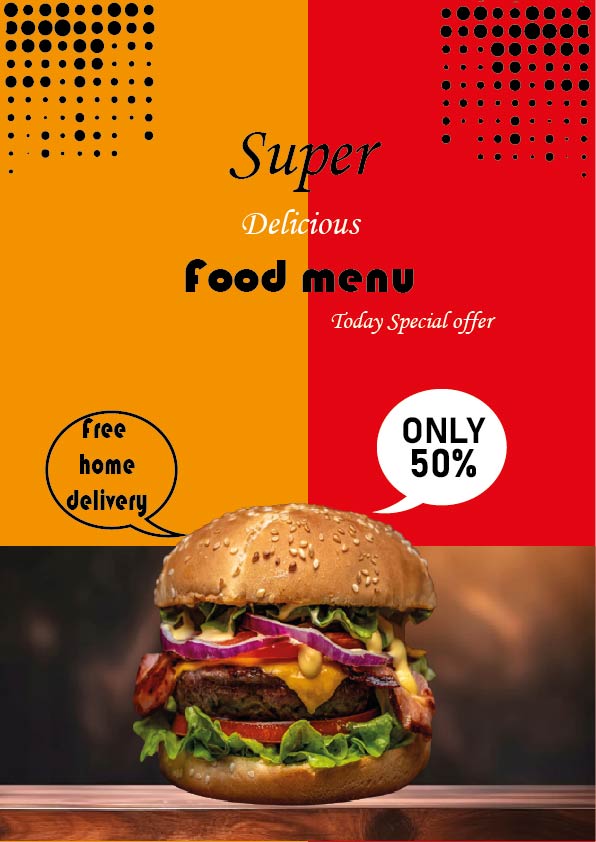 Super
Delicious
Food menu
Today Special offer
Free
home
delivery
ONLY
50%